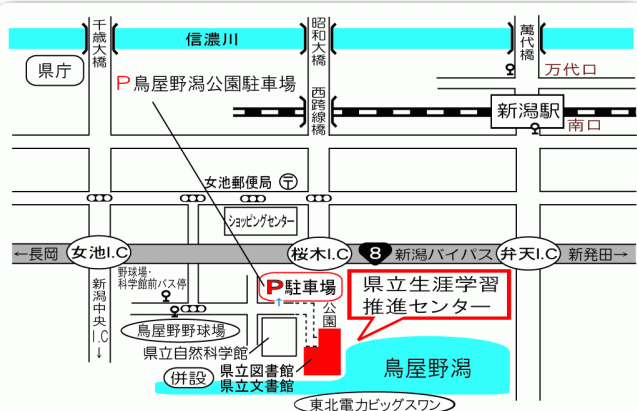 千歳大橋
信濃川
昭和大橋
萬代橋
県庁
P鳥屋野潟公園駐車場
万代口
西跨線橋
新潟駅
南口
女池郵便局 〒
ショッピングセンター
←長岡
女池I.C
桜木I.C
8
新潟バイパス
弁天I.C
新発田→
野球場・
科学館前バス停
新潟中央I.C→
P駐車場
公園
県立生涯学習
推進センター
鳥屋野野球場
県立自然科学館
併設
県立図書館
県立文書館
鳥屋野潟
東北電力ビッグスワン